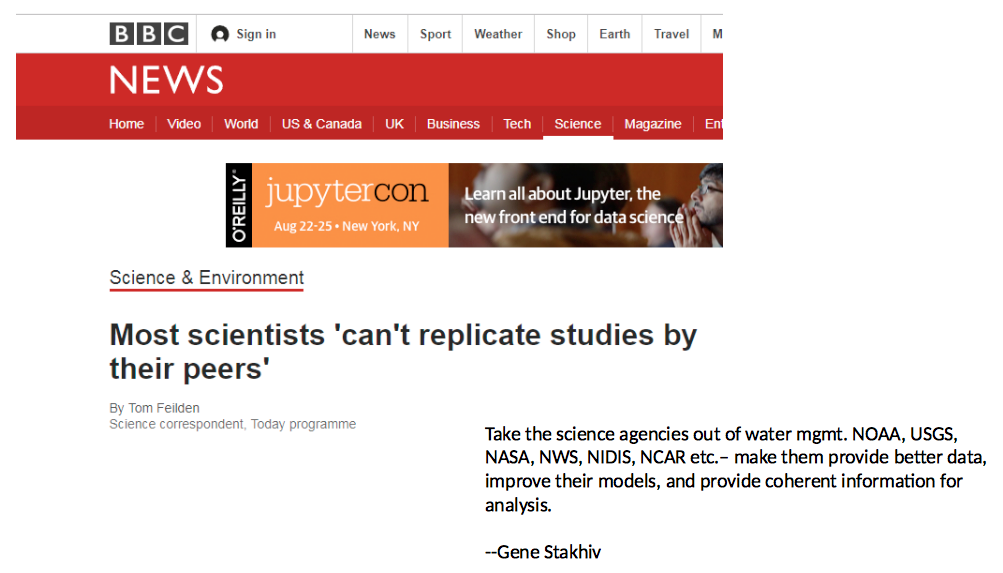 BBC Sign in News Sport Weather Shop Earth Travel M
NEWS
Home Video World US & Canada UK Business Tech Science Magazine Ent
O'REILLY®
jupytercon
Aug 22-25 • New York, NY
Learn all about Jupyter, the
new front end for data science
Science & Environment
Most scientists 'can't replicate studies by
their peers'
By Tom Feilden
Science correspondent, Today programme
Take the science agencies out of water mgmt. NOAA, USGS,
NASA, NWS, NIDIS, NCAR etc.– make them provide better data,
improve their models, and provide coherent information for
analysis.
--Gene Stakhiv